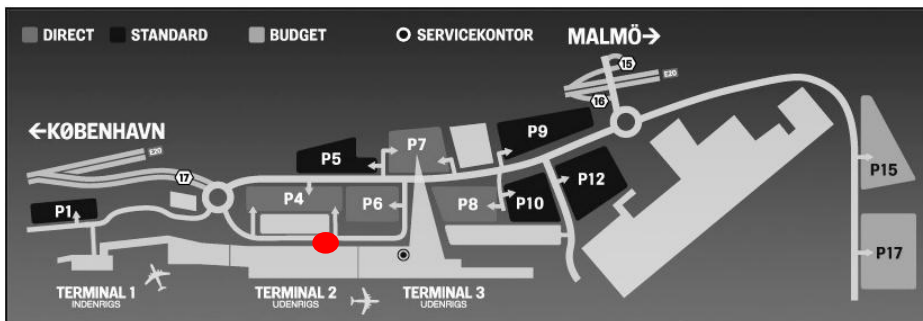 DIRECT STANDARD BUDGET SERVICEKONTOR MALMÖ→
15
E20
16
←KØBENHAVN
E20
17
P1
P5
P7
P9
P4
P6
P8
P10
P12
P15
P17
TERMINAL 1
INDENRIGS
TERMINAL 2
UDENRIGS
TERMINAL 3
UDENRIGS